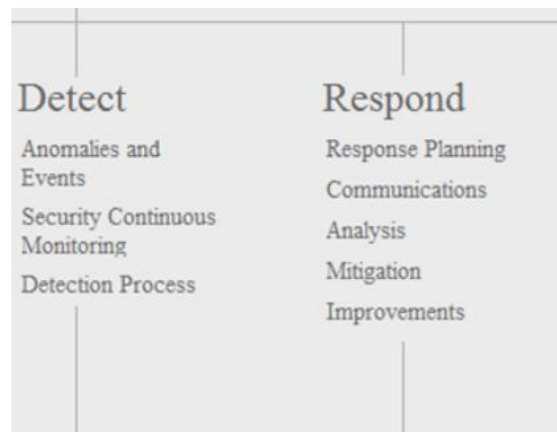 Detect
Anomalies and
Events
Security Continuous
Monitoring
Detection Process
Respond
Response Planning
Communications
Analysis
Mitigation
Improvements